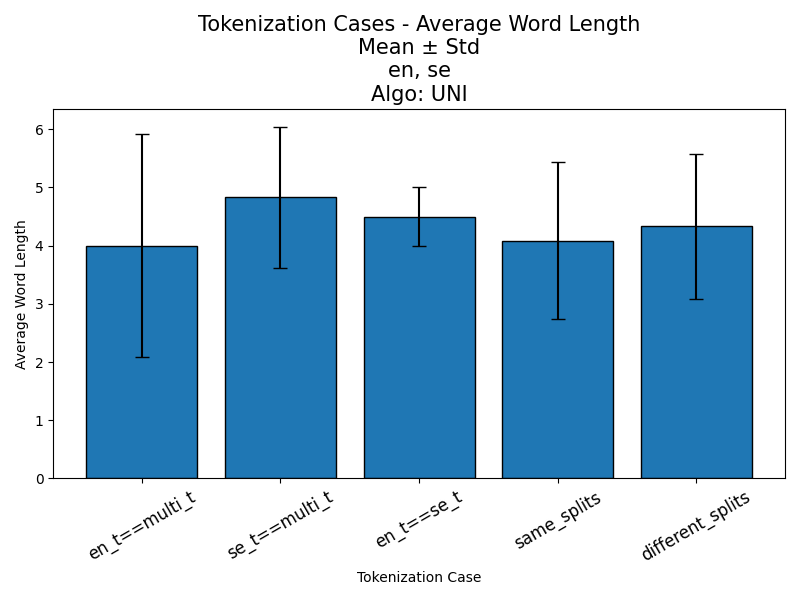 Tokenization Cases - Average Word Length
Mean ± Std
en, se
Algo: UNI
6
5
4
3
2
1
0
Average Word Length
en_t==multi_t
se_t==multi_t
en_t==se_t
same_splits
different_splits
Tokenization Case